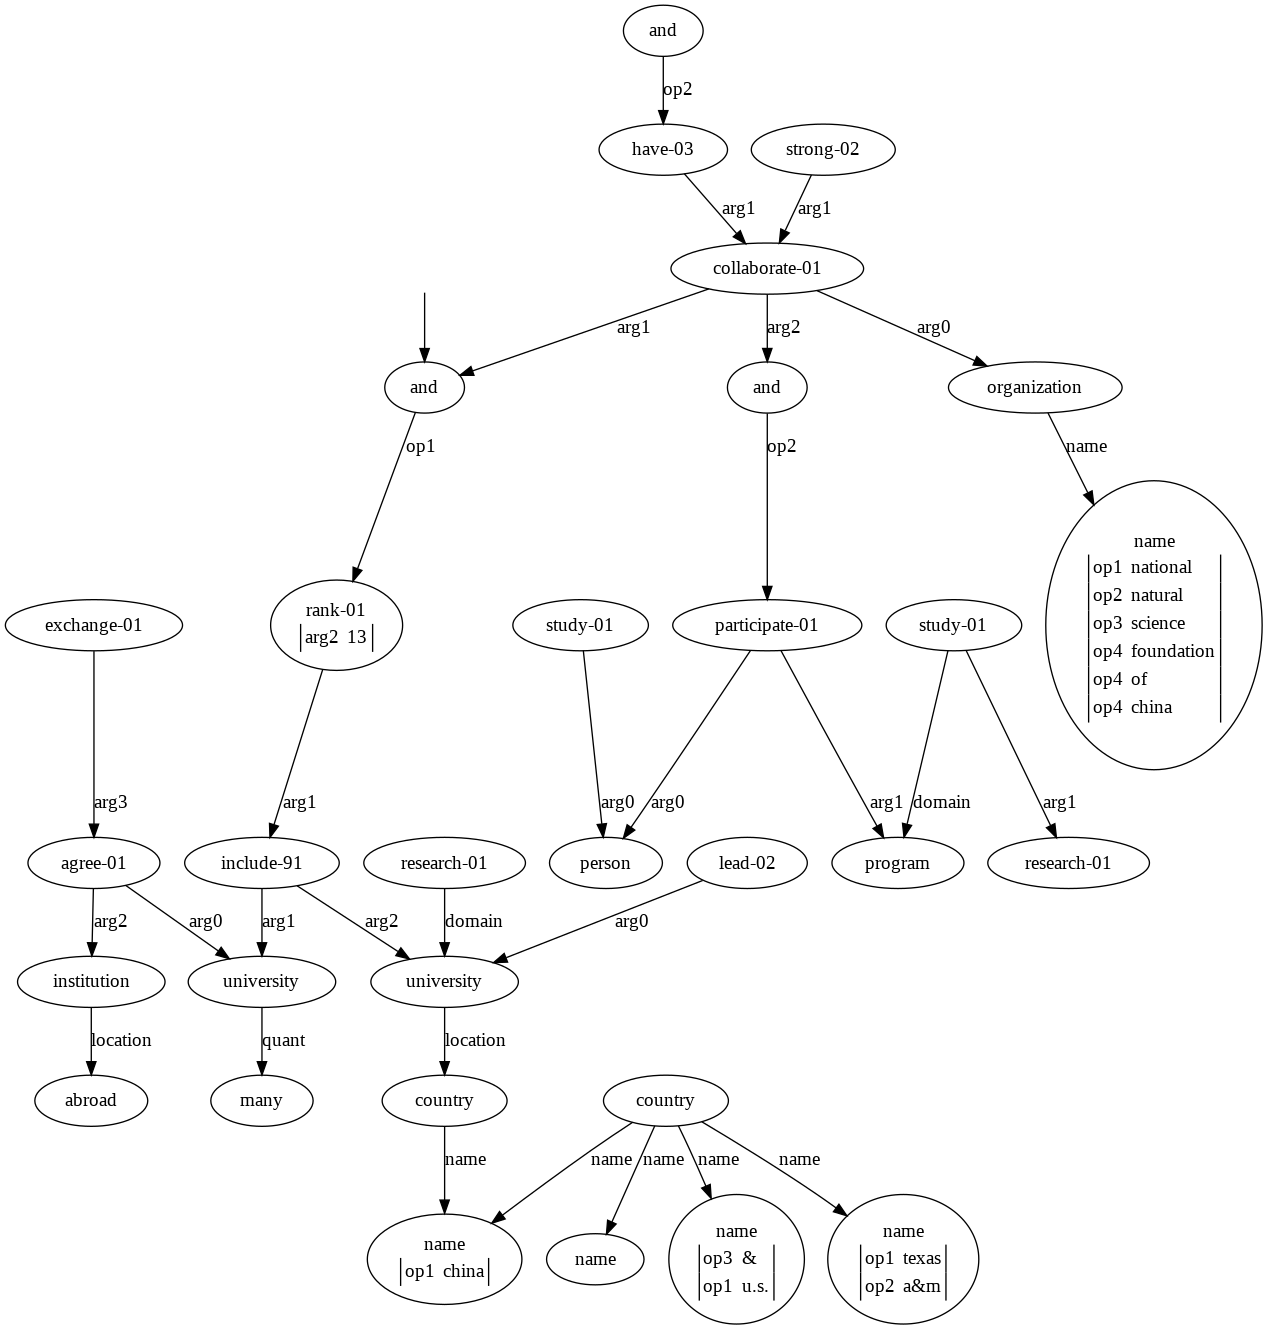 and
op2
have-03
strong-02
arg1
arg1
collaborate-01
arg1
arg2
arg0
and
and
organization
op1
op2
name
name
op1 national
op2 natural
op3 science
op4 foundation
op4 of
op4 china
rank-01
arg2 13
exchange-01
study-01
participate-01
study-01
arg3
arg1
arg0
arg0
arg1
domain
arg1
agree-01
include-91
research-01
person
lead-02
program
research-01
arg2
arg0
arg1
arg2
domain
arg0
institution
university
university
location
quant
location
abroad
many
country
country
name
name
name
name
name
name
op1 china
name
name
op3 &
op1 u.s.
name
op1 texas
op2 a&m